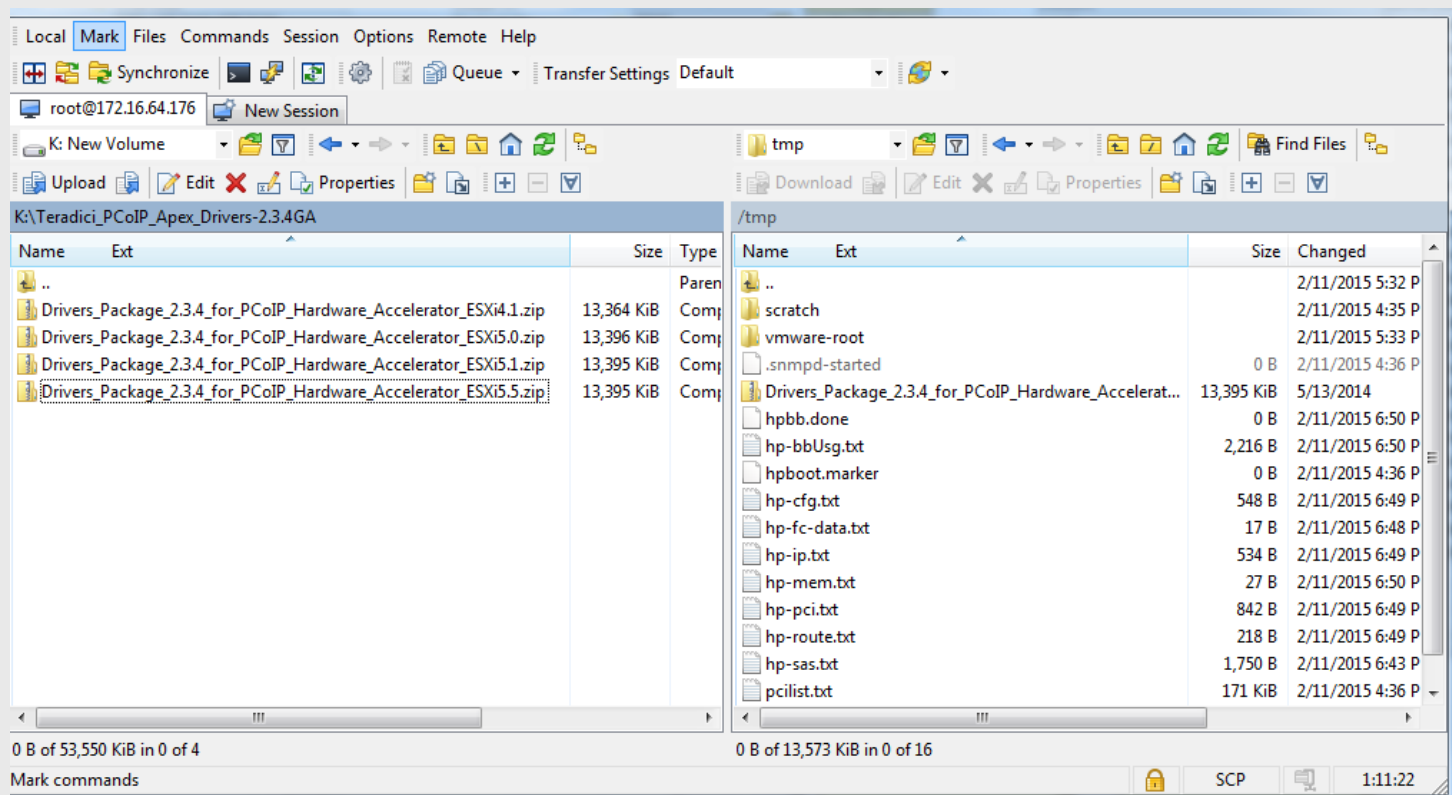 Local Mark Files Commands Session Options Remote Help
Synchronize Queue Transfer Settings Default
root@172.16.64.176 New Session
K: New Volume tmp Find Files
Upload Edit Properties Download Edit Properties
K:\Teradici_PCoIP_Apex_Drivers-2.3.4GA /tmp
Name Ext Size Type Name Ext Size Changed
.. Paren .. 2/11/2015 5:32 P
Drivers_Package_2.3.4_for_PCoIP_Hardware_Accelerator_ESXi4.1.zip 13,364 KiB Comp scratch 2/11/2015 4:35 P
Drivers_Package_2.3.4_for_PCoIP_Hardware_Accelerator_ESXi5.0.zip 13,396 KiB Comp vmware-root 2/11/2015 5:33 P
Drivers_Package_2.3.4_for_PCoIP_Hardware_Accelerator_ESXi5.1.zip 13,395 KiB Comp .snmpd-started 0 B 2/11/2015 4:36 P
Drivers_Package_2.3.4_for_PCoIP_Hardware_Accelerator_ESXi5.5.zip 13,395 KiB Comp Drivers_Package_2.3.4_for_PCoIP_Hardware_Accelerat... 13,395 KiB 5/13/2014
hpbb.done 0 B 2/11/2015 6:50 P
hp-bbUsg.txt 2,216 B 2/11/2015 6:50 P
hpboot.marker 0 B 2/11/2015 4:36 P
hp-cfg.txt 548 B 2/11/2015 6:49 P
hp-fc-data.txt 17 B 2/11/2015 6:48 P
hp-ip.txt 534 B 2/11/2015 6:49 P
hp-mem.txt 27 B 2/11/2015 6:50 P
hp-pci.txt 842 B 2/11/2015 6:49 P
hp-route.txt 218 B 2/11/2015 6:49 P
hp-sas.txt 1,750 B 2/11/2015 6:43 P
pcilist.txt 171 KiB 2/11/2015 4:36 P
0 B of 53,550 KiB in 0 of 4 0 B of 13,573 KiB in 0 of 16
Mark commands SCP 1:11:22